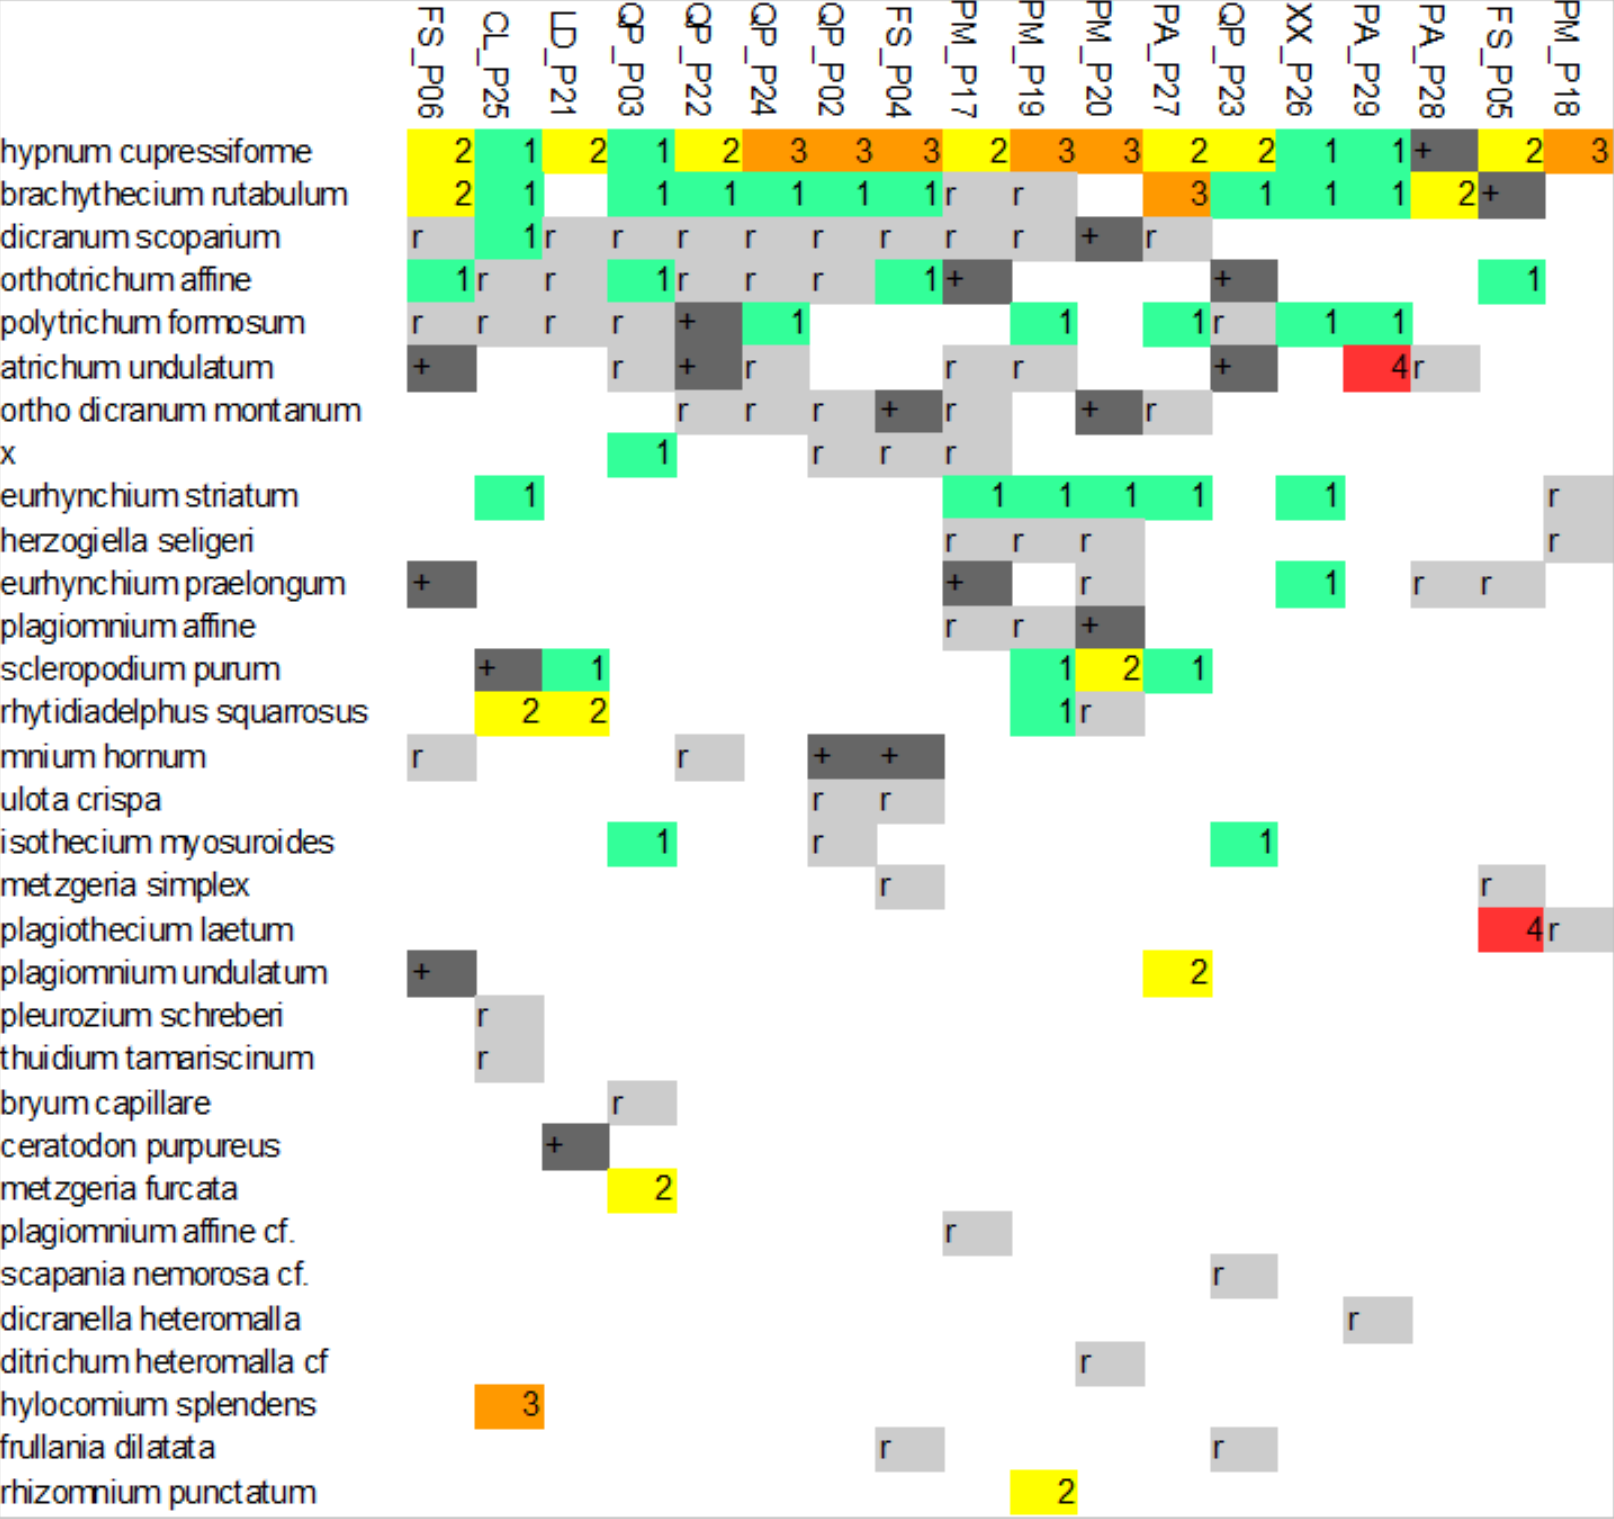 FS_P06 CL_P25 LD_P21 QP_P03 QP_P22 QP_P24 QP_P02 FS_P04 PM_P17 PM_P19 PM_P20 PA_P27 QP_P23 XX_P26 PA_P29 PA_P28 FS_P05 PM_P18
hypnum cupressiforme 2 1 2 1 2 3 3 3 2 3 3 2 2 1 1 + 2 3
brachythecium rutabulum 2 1 1 1 1 1 1 r r 3 1 1 1 2 +
dicranum scoparium r 1 r r r r r r r r + r
orthotrichum affine 1 r r 1 r r r 1 + + 1
polytrichum formosum r r r r + 1 1 1 r 1 1
atrichum undulatum + r + r r r + 4 r
ortho dicranum montanum r r r + r + r
x 1 r r r
eurhynchium striatum 1 1 1 1 1 1 r
herzogiella seligeri r r r r
eurhynchium praelongum + + r 1 r r
plagiomnium affine r r +
scleropodium purum + 1 1 2 1
rhytidiadelphus squarrosus 2 2 1 r
mnium hornum r r + +
ulota crispa r r
isothecium myosuroides 1 r 1
metzgeria simplex r r
plagiothecium laetum 4 r
plagiomnium undulatum + 2
pleurozium schreberi r
thuidium tamariscinum r
bryum capillare r
ceratodon purpureus +
metzgeria furcata 2
plagiomnium affine cf. r
scapania nemorosa cf. r
dicranella heteromalla r
ditrichum heteromalla cf r
hylocomium splendens 3
frullania dilatata r r
rhizomnium punctatum 2